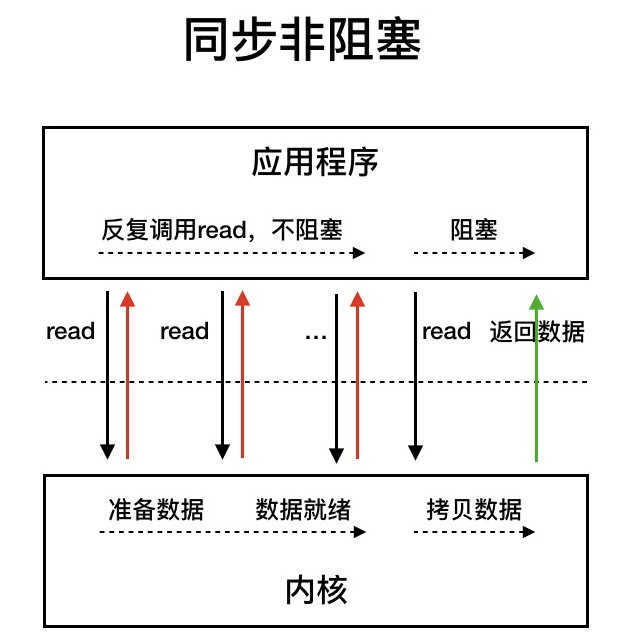 同步非阻塞
应用程序
反复调用read，不阻塞
阻塞
read
read
...
read
返回数据
准备数据
数据就绪
拷贝数据
内核